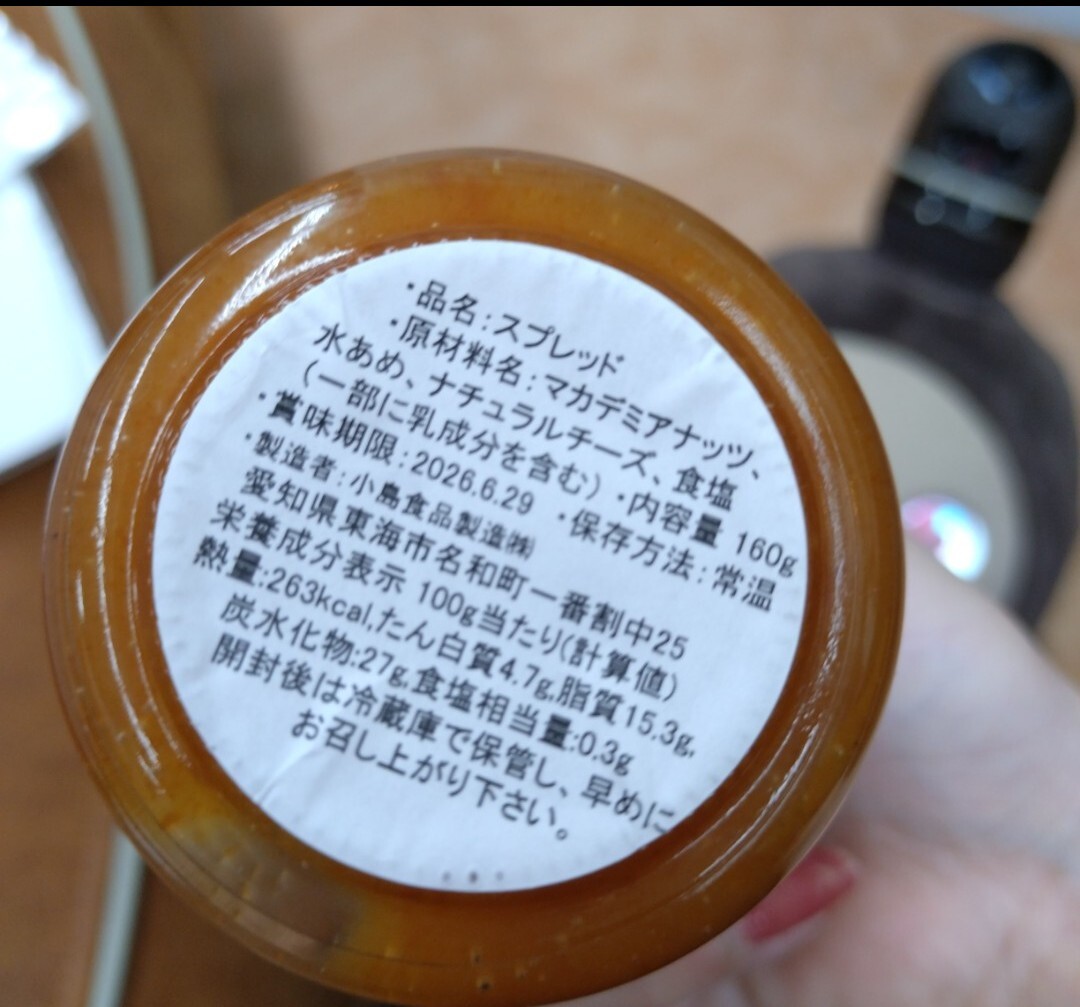 ・品名:スプレッド
・原材料名:マカデミアナッツ、
水あめ、ナチュラルチーズ、食塩
(一部に乳成分を含む)・内容量 160g
・賞味期限:2026.6.29 ・保存方法:常温
・製造者:小島食品製造㈱
愛知県東海市名和町一番割中25
栄養成分表示 100g当たり(計算値)
熱量:263kcal,たん白質4.7g,脂質15.3g,
炭水化物:27g,食塩相当量:0.3g
開封後は冷蔵庫で保管し、早めに
お召し上がり下さい。